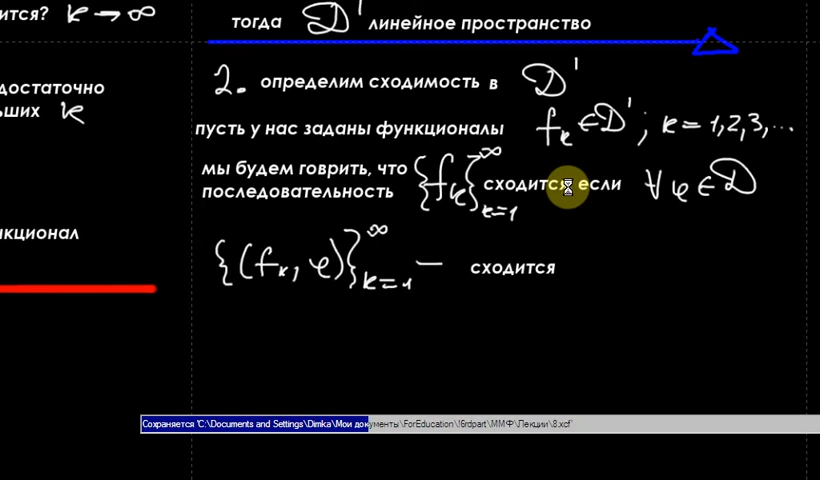 ится? k → ∞
достаточно
ьших k
нкционал
тогда D' линейное пространство
2. определим сходимость в D'
пусть у нас заданы функционалы f_k ∈ D'; k = 1,2,3,...
мы будем говрить, что
последовательность {f_k}_{k=1}^∞ сходится если ∀ φ ∈ D
{(f_k, φ)}_{k=1}^∞ — сходится
Сохраняется 'C:\Documents and Settings\Dimka\Мои документы\ForEducation\!6rdpart\ММФ\Лекции\8.xcf'